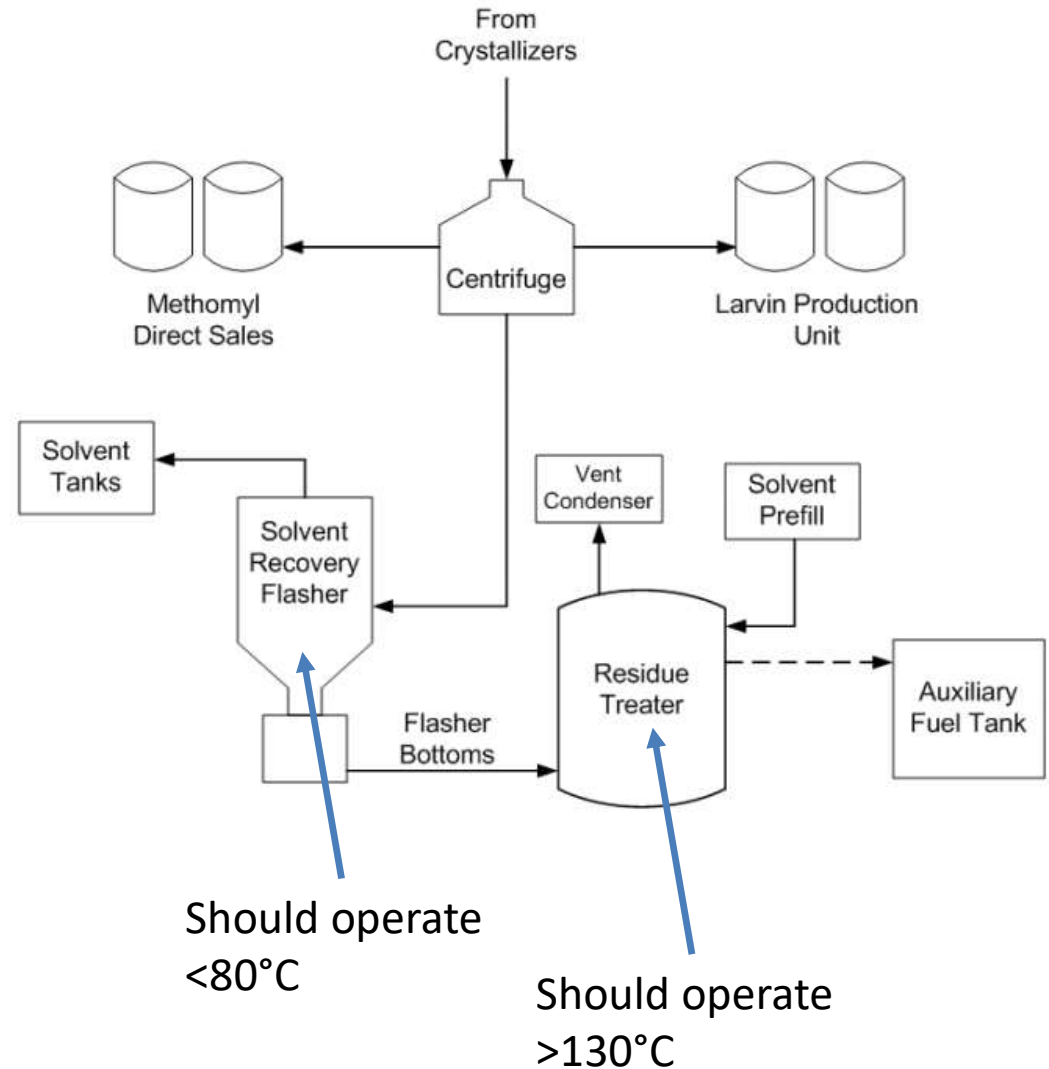 From
Crystallizers
Centrifuge
Methomyl
Direct Sales
Larvin Production
Unit
Solvent
Tanks
Solvent
Recovery
Flasher
Vent
Condenser
Solvent
Prefill
Residue
Treater
Auxiliary
Fuel Tank
Flasher
Bottoms
Should operate
<80°C
Should operate
>130°C